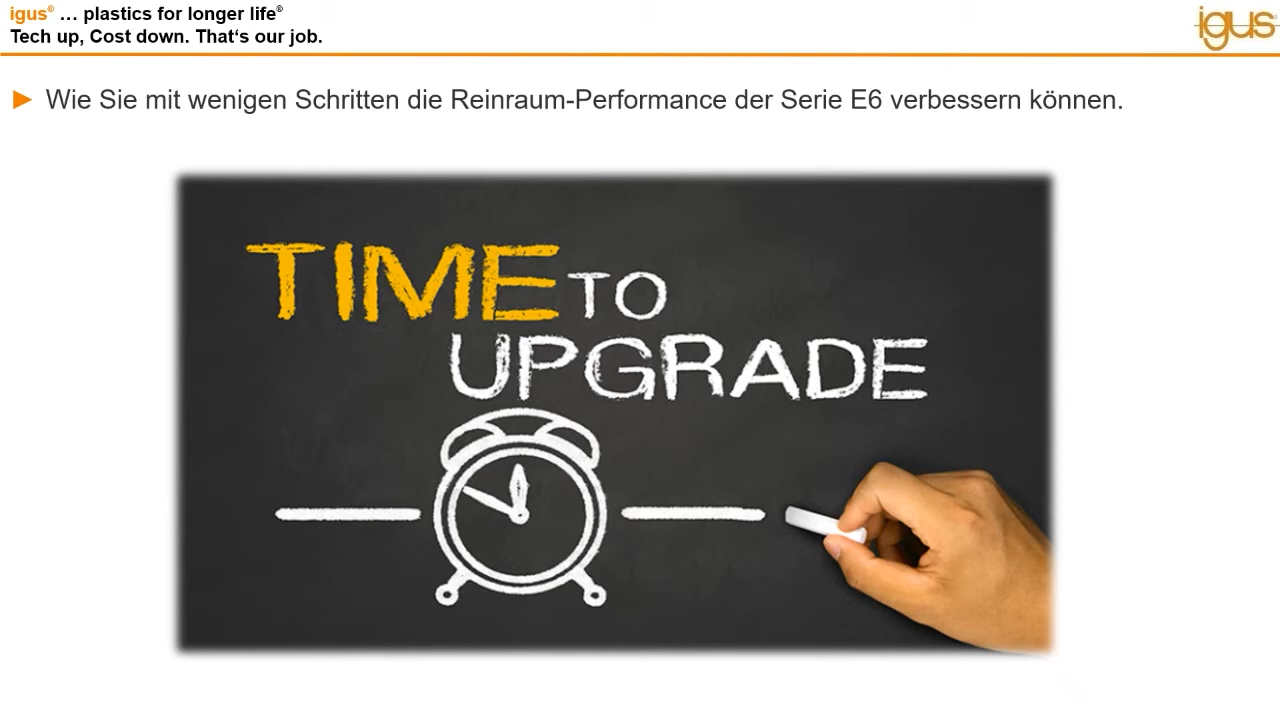 igus® … plastics for longer life®
Tech up, Cost down. That‘s our job.
igus
► Wie Sie mit wenigen Schritten die Reinraum-Performance der Serie E6 verbessern können.
TIME TO
UPGRADE